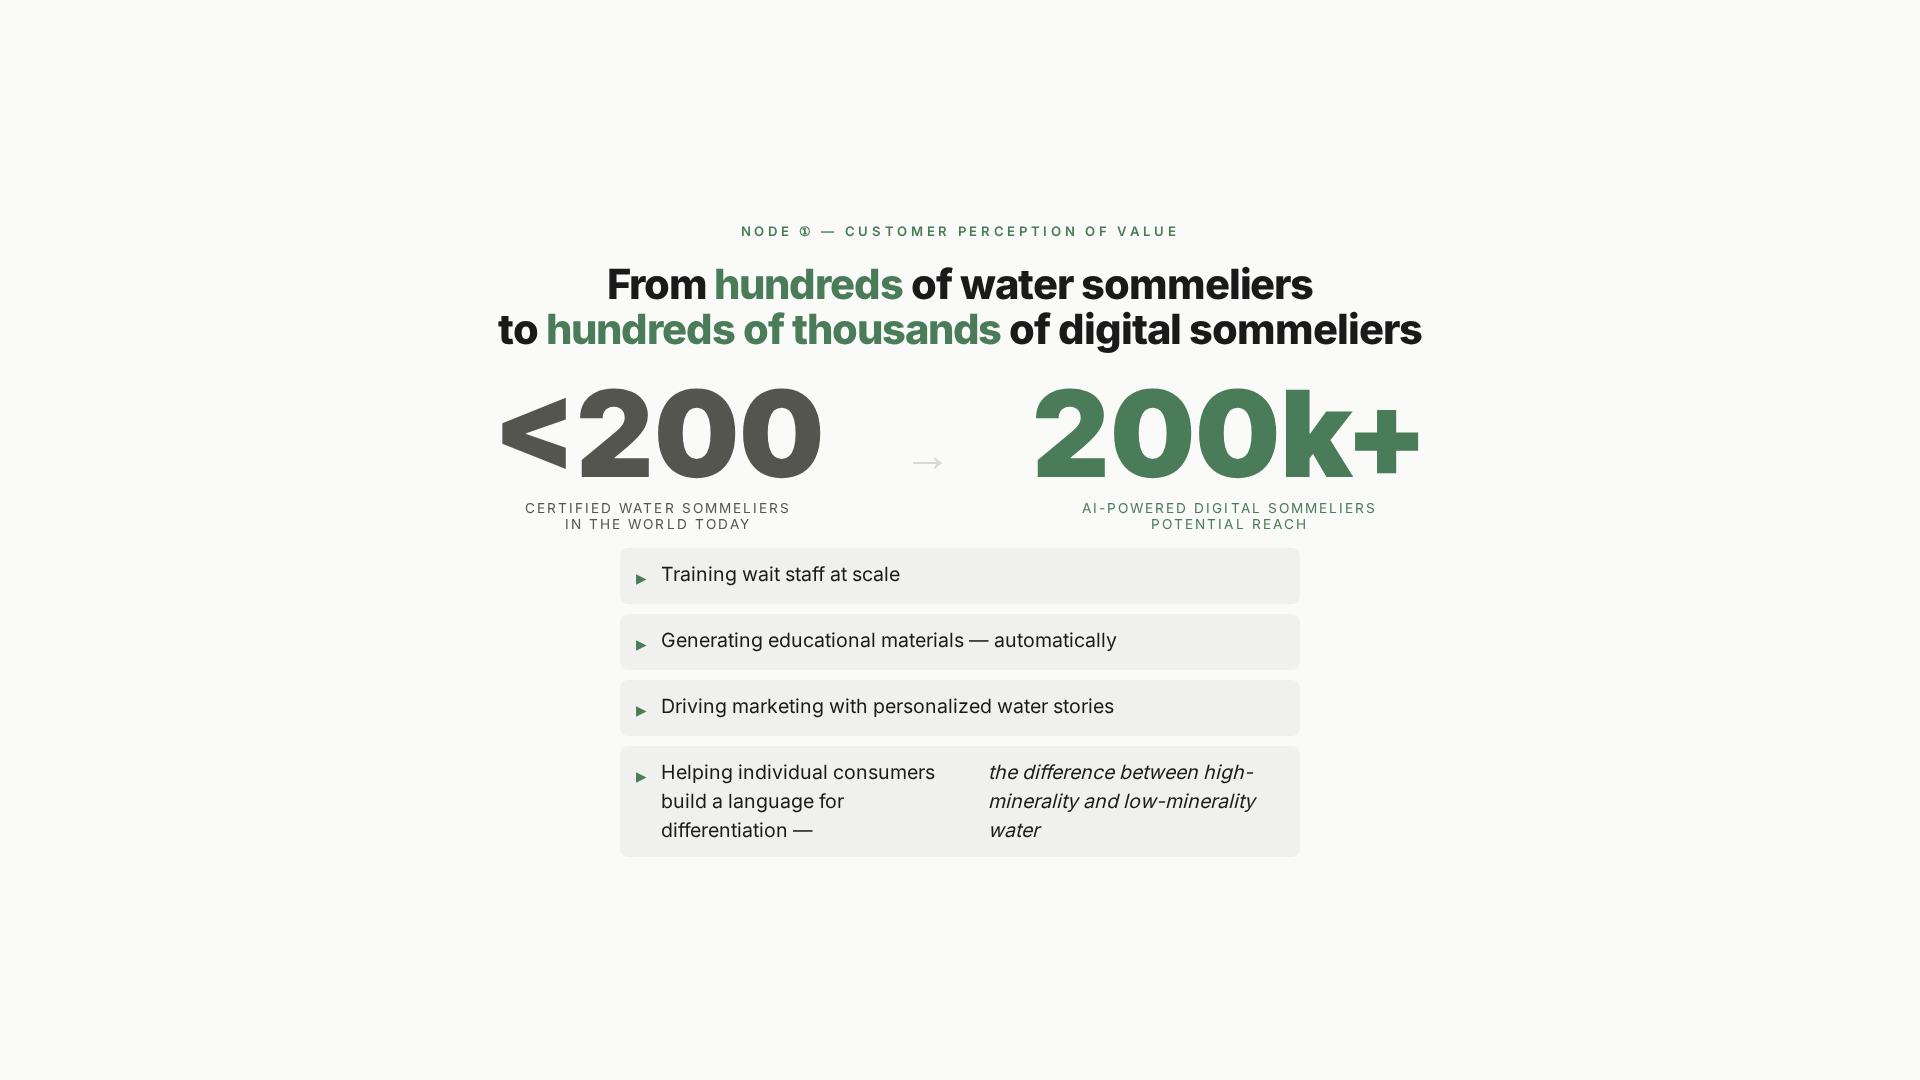 NODE ① — CUSTOMER PERCEPTION OF VALUE
From hundreds of water sommeliers
to hundreds of thousands of digital sommeliers
<200
CERTIFIED WATER SOMMELIERS
IN THE WORLD TODAY
→
200k+
AI-POWERED DIGITAL SOMMELIERS
POTENTIAL REACH
▶ Training wait staff at scale
▶ Generating educational materials — automatically
▶ Driving marketing with personalized water stories
▶ Helping individual consumers
build a language for
differentiation —
the difference between high-
minerality and low-minerality
water